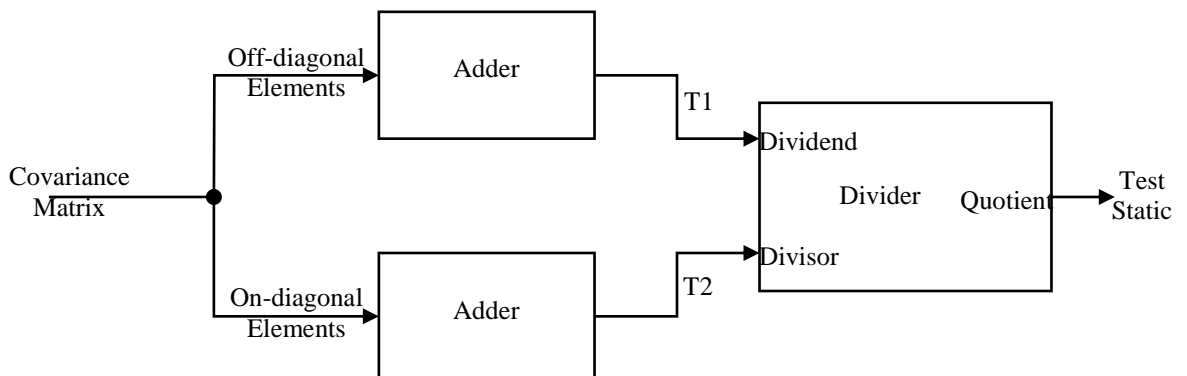 Off-diagonal
Elements
Adder
T1
Dividend
Covariance
Matrix
Divider
Quotient
Test
Static
Divisor
T2
On-diagonal
Elements
Adder